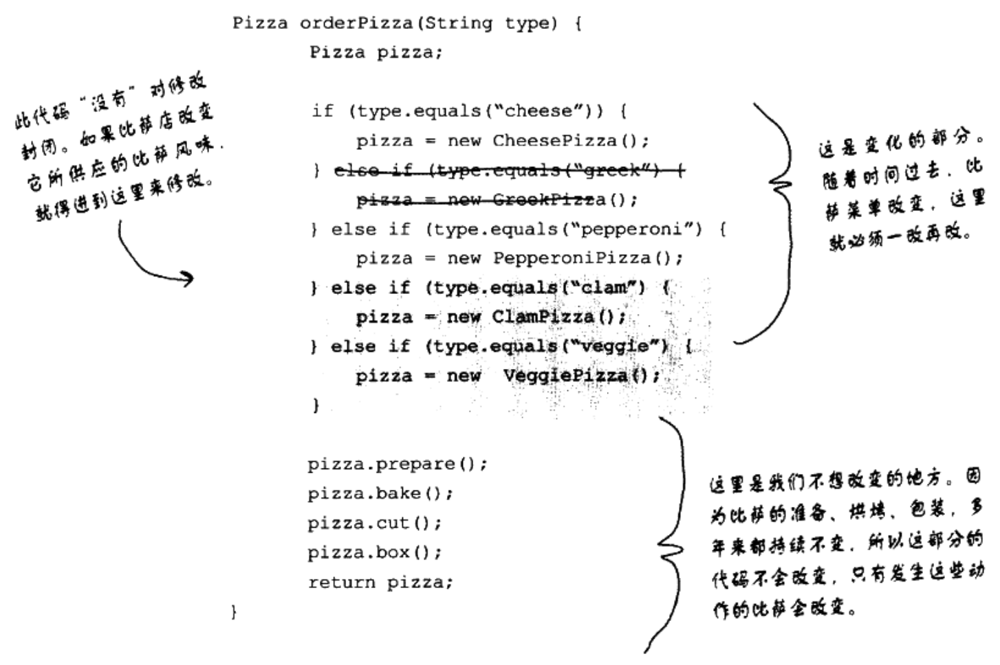 Pizza orderPizza(String type) {
Pizza pizza;
此代码“没有”对修改
封闭。如果比萨店改变
它所供应的比萨风味，
就得进到这里来修改。
if (type.equals(“cheese”)) {
pizza = new CheesePizza();
} else if (type.equals(“greek”) {
pizza = new GreekPizza();
} else if (type.equals(“pepperoni”) {
pizza = new PepperoniPizza();
} else if (type.equals(“clam”) {
pizza = new ClamPizza();
} else if (type.equals(“veggie”) {
pizza = new VeggiePizza();
}
这是变化的部分。
随着时间过去，比
萨菜单改变，这里
就必须一改再改。
pizza.prepare();
pizza.bake();
pizza.cut();
pizza.box();
return pizza;
}
这里是我们不想改变的地方。因
为比萨的准备、烘烤、包装，多
年来都持续不变，所以这部分的
代码不会改变，只有发生这些动
作的比萨会改变。